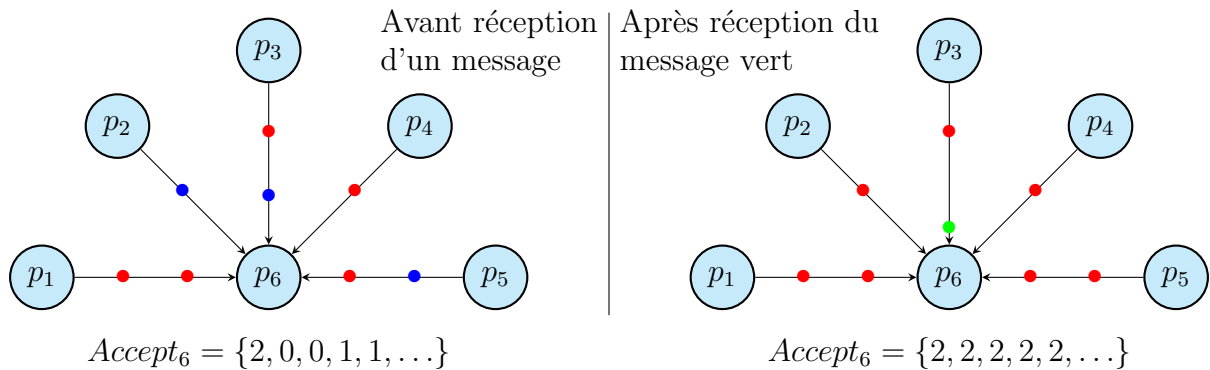 Avant réception
d'un message
p3
p2
p4
p1
p6
p5
Accept6 = {2, 0, 0, 1, 1, . . .}
Après réception du
message vert
p3
p2
p4
p1
p6
p5
Accept6 = {2, 2, 2, 2, 2, . . .}